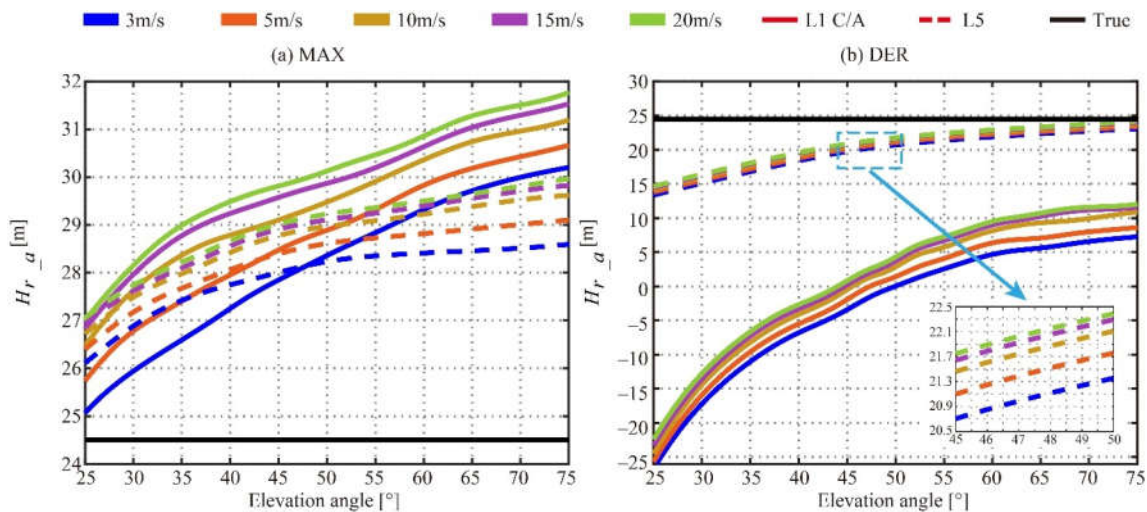 3m/s 5m/s 10m/s 15m/s 20m/s L1 C/A L5 True
(a) MAX
(b) DER
32
31
30
29
28
27
26
25
24
Hr_a [m]
25 30 35 40 45 50 55 60 65 70 75
Elevation angle [°]
30
25
20
15
10
5
0
−5
−10
−15
−20
−25
Hr_a [m]
22.5
22.1
21.7
21.3
20.9
20.5
45 46 47 48 49 50
25 30 35 40 45 50 55 60 65 70 75
Elevation angle [°]